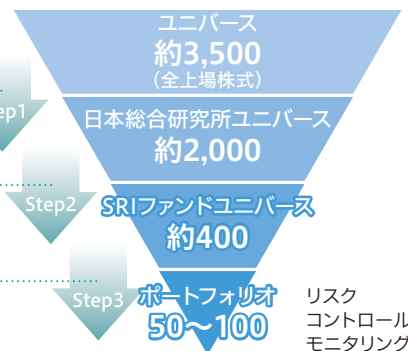 ユニバース
約3,500
（全上場株式）
ep1
日本総合研究所ユニバース
約2,000
Step2
SRIファンドユニバース
約400
Step3
ポートフォリオ
50～100
リスク
コントロール
モニタリング